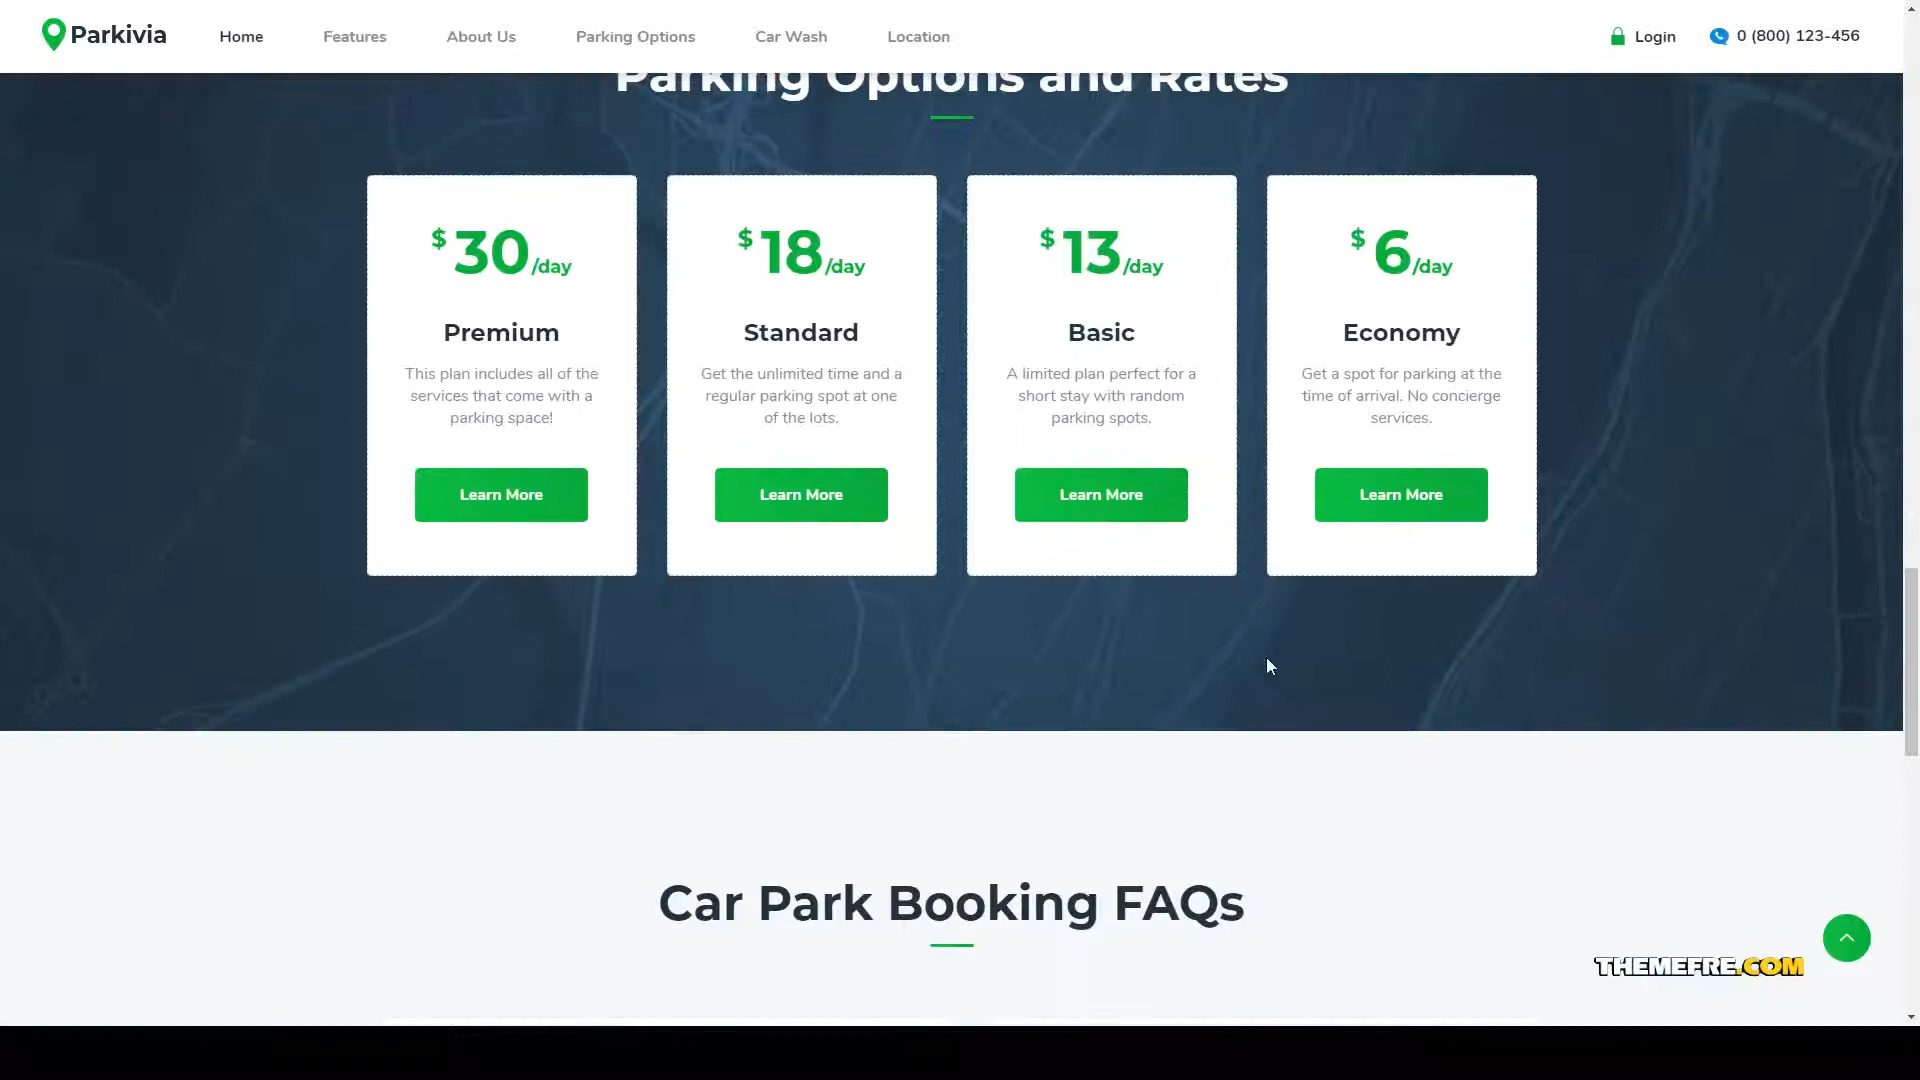 Parkivia
Home
Features
About Us
Parking Options
Car Wash
Location
Login
0 (800) 123-456
Parking Options and Rates
$30/day
Premium
This plan includes all of the
services that come with a
parking space!
Learn More
$18/day
Standard
Get the unlimited time and a
regular parking spot at one
of the lots.
Learn More
$13/day
Basic
A limited plan perfect for a
short stay with random
parking spots.
Learn More
$6/day
Economy
Get a spot for parking at the
time of arrival. No concierge
services.
Learn More
Car Park Booking FAQs
THEMEFRE.COM